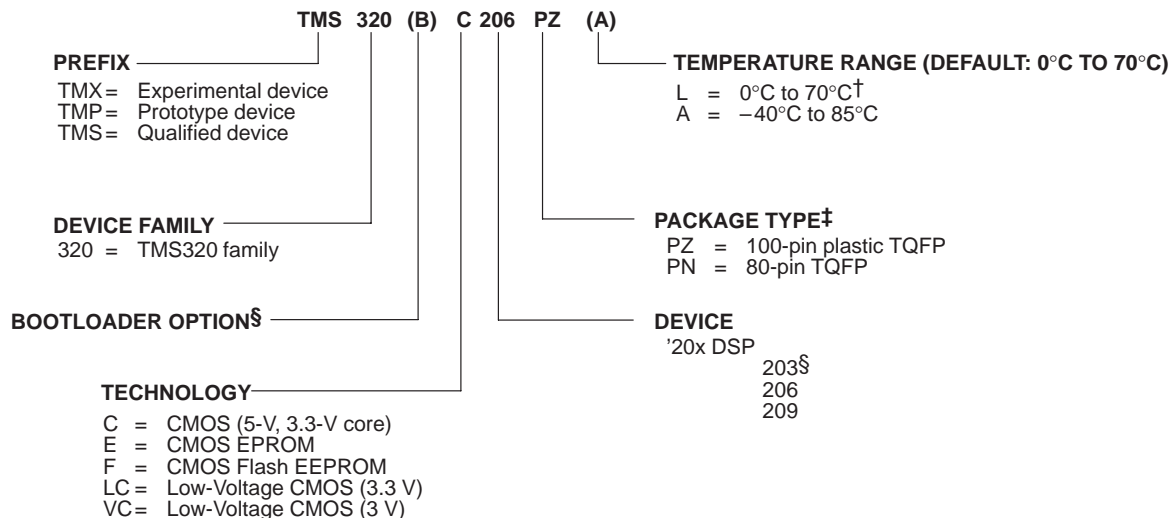 TMS 320 (B) C 206 PZ (A)
PREFIX
TMX = Experimental device
TMP = Prototype device
TMS = Qualified device
TEMPERATURE RANGE (DEFAULT: 0°C TO 70°C)
L = 0°C to 70°C†
A = –40°C to 85°C
DEVICE FAMILY
320 = TMS320 family
PACKAGE TYPE‡
PZ = 100-pin plastic TQFP
PN = 80-pin TQFP
BOOTLOADER OPTION§
DEVICE
'20x DSP
203§
206
209
TECHNOLOGY
C = CMOS (5-V, 3.3-V core)
E = CMOS EPROM
F = CMOS Flash EEPROM
LC = Low-Voltage CMOS (3.3 V)
VC = Low-Voltage CMOS (3 V)